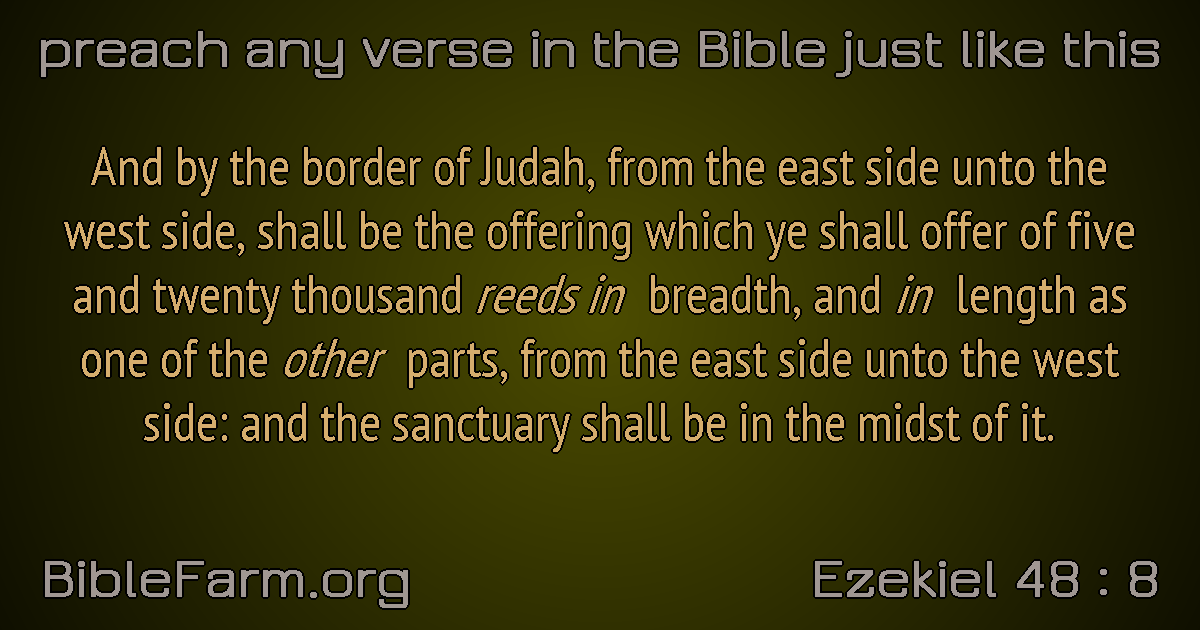 preach any verse in the Bible just like this
And by the border of Judah, from the east side unto the
west side, shall be the offering which ye shall offer of five
and twenty thousand reeds in breadth, and in length as
one of the other parts, from the east side unto the west
side: and the sanctuary shall be in the midst of it.
BibleFarm.org
Ezekiel 48 : 8